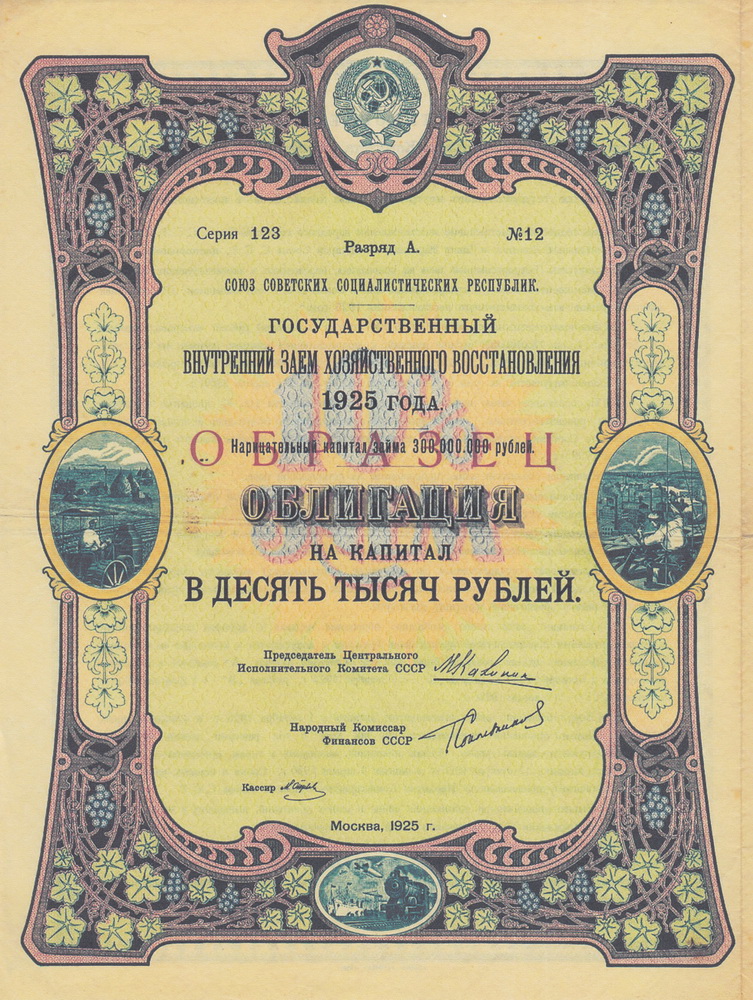 Серия 123
№12
Разряд А.
СОЮЗ СОВЕТСКИХ СОЦИАЛИСТИЧЕСКИХ РЕСПУБЛИК.
ГОСУДАРСТВЕННЫЙ
ВНУТРЕННИЙ ЗАЕМ ХОЗЯЙСТВЕННОГО ВОССТАНОВЛЕНИЯ
1925 ГОДА.
10%
Нарицательный капитал займа 300.000.000 рублей.
ОБРАЗЕЦ
ОБЛИГАЦИЯ
НА КАПИТАЛ
В ДЕСЯТЬ ТЫСЯЧ РУБЛЕЙ.
Председатель Центрального
Исполнительного Комитета СССР
Народный Комиссар
Финансов СССР
Кассир
Москва, 1925 г.